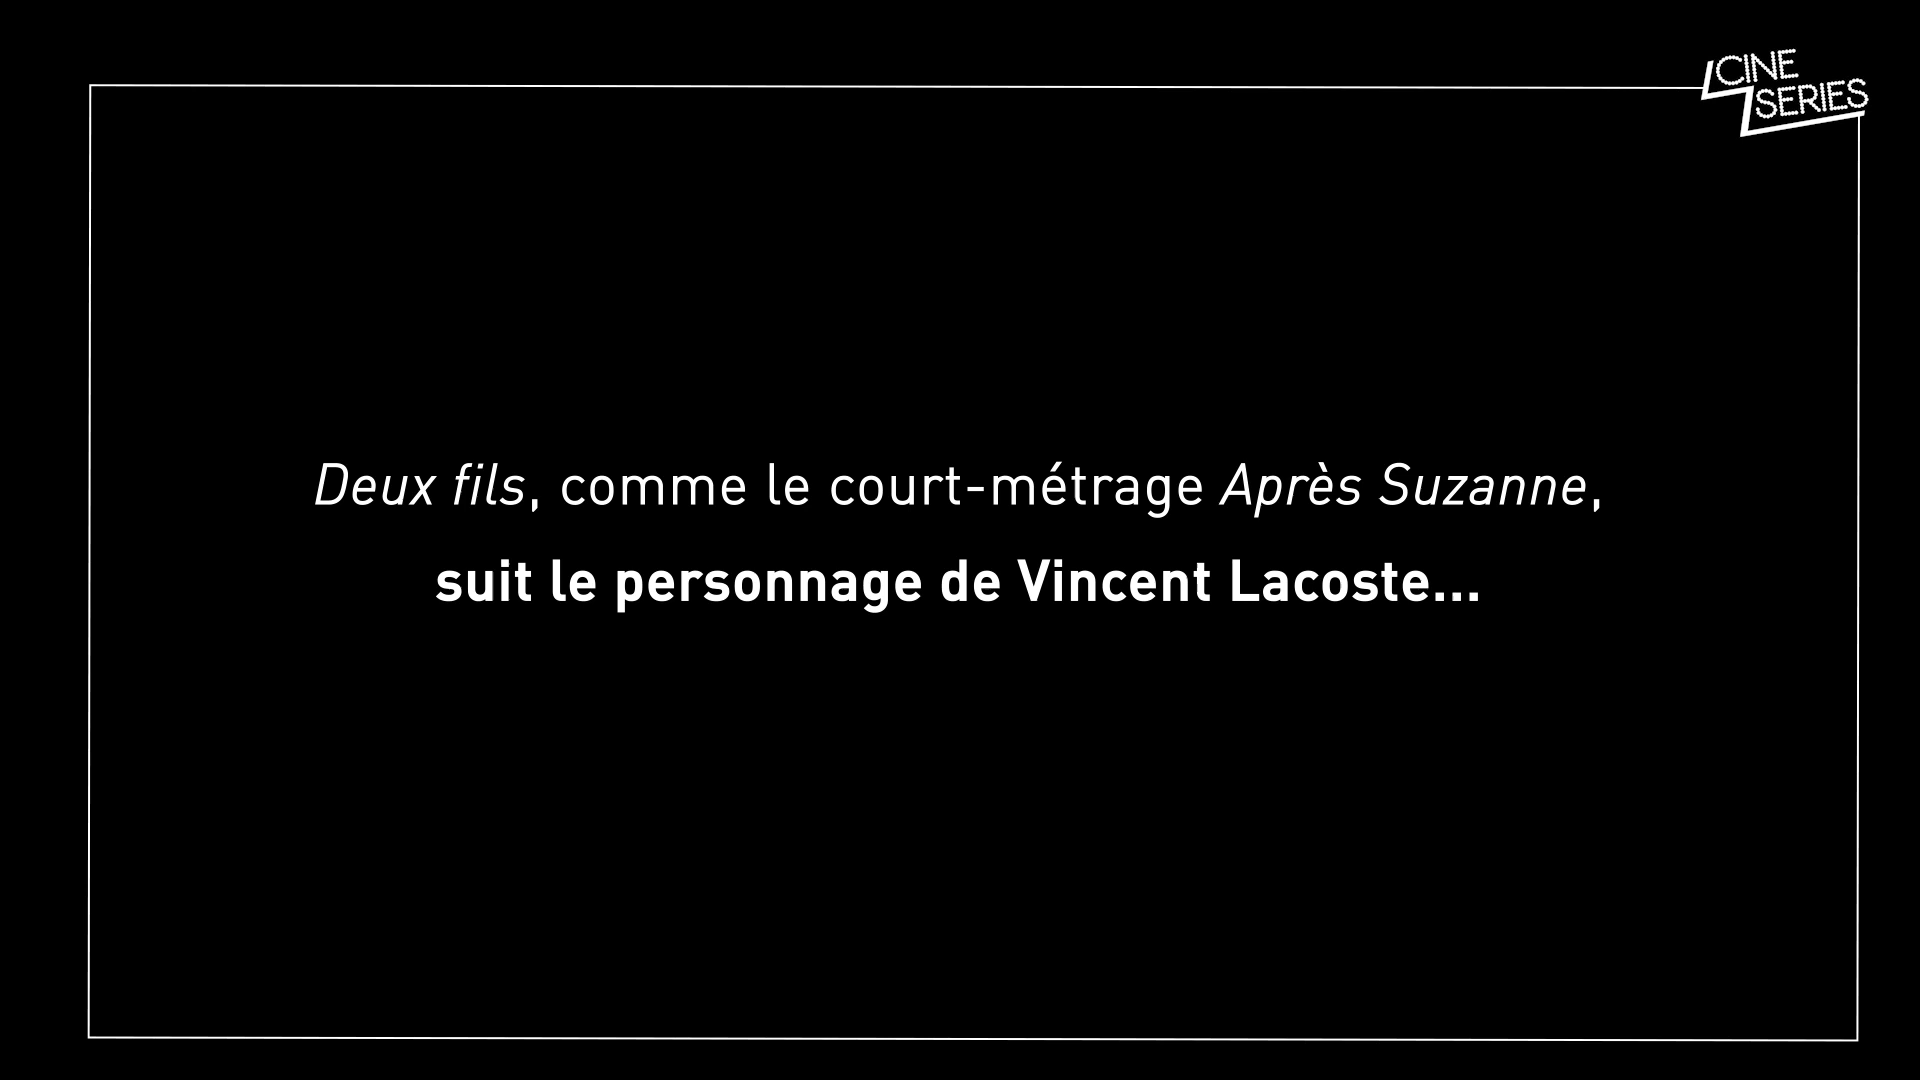 CINE
SERIES
Deux fils, comme le court-métrage Après Suzanne,
suit le personnage de Vincent Lacoste...